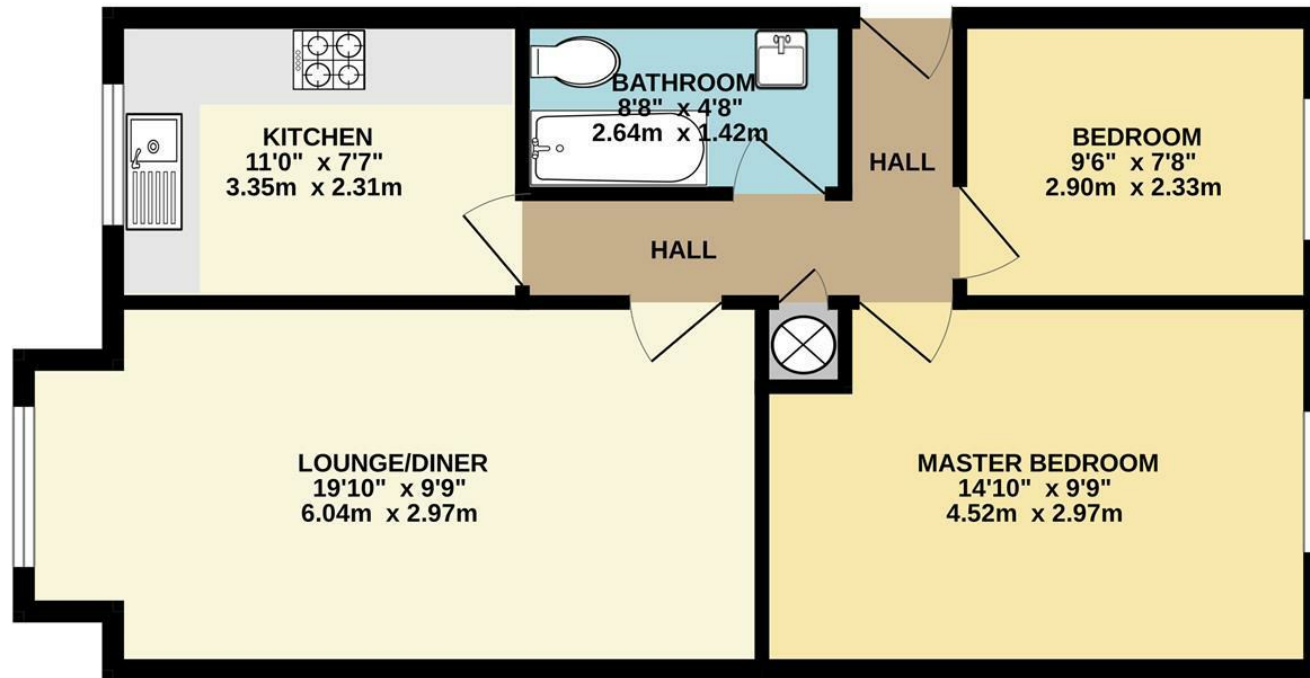 KITCHEN
11'0" x 7'7"
3.35m x 2.31m
BATHROOM
8'8" x 4'8"
2.64m x 1.42m
HALL
BEDROOM
9'6" x 7'8"
2.90m x 2.33m
HALL
LOUNGE/DINER
19'10" x 9'9"
6.04m x 2.97m
MASTER BEDROOM
14'10" x 9'9"
4.52m x 2.97m